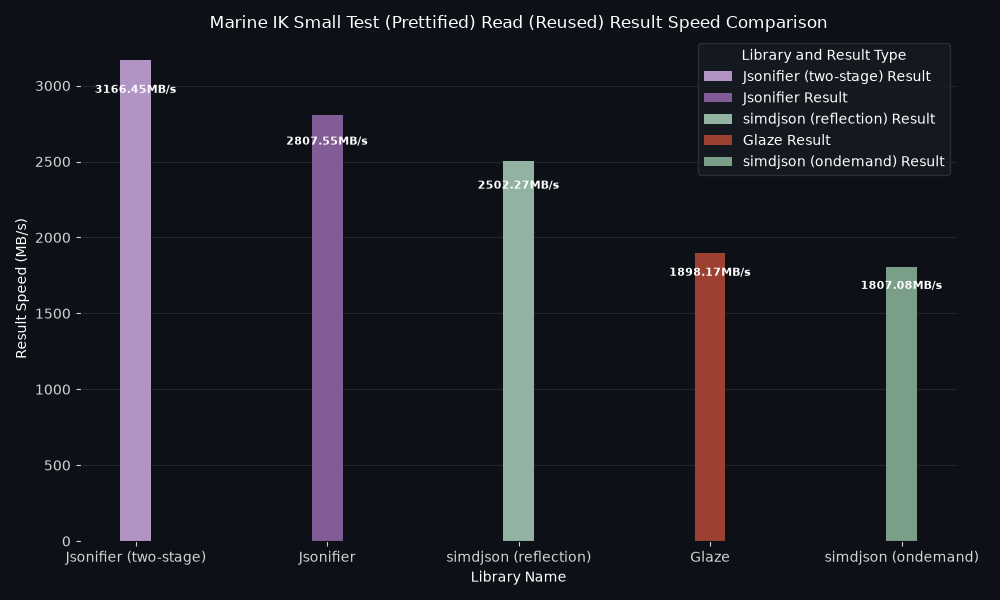 Marine IK Small Test (Prettified) Read (Reused) Result Speed Comparison
Library and Result Type
Jsonifier (two-stage) Result
Jsonifier Result
simdjson (reflection) Result
Glaze Result
simdjson (ondemand) Result
Result Speed (MB/s)
3000
2500
2000
1500
1000
500
0
3166.45MB/s
2807.55MB/s
2502.27MB/s
1898.17MB/s
1807.08MB/s
Jsonifier (two-stage)
Jsonifier
simdjson (reflection)
Glaze
simdjson (ondemand)
Library Name